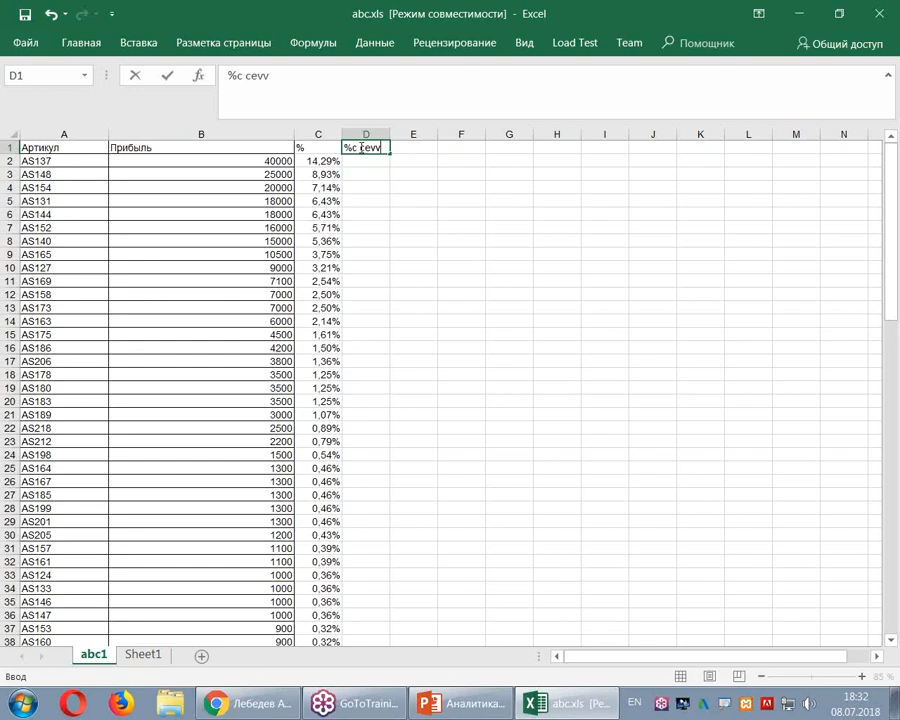 abc.xls [Режим совместимости] - Excel
Файл Главная Вставка Разметка страницы Формулы Данные Рецензирование Вид Load Test Team Помощник Общий доступ
D1 fx %c cevv
A B C D E F G H I J K L M N
1 Артикул Прибыль % %c cevv
2 AS137 40000 14,29%
3 AS148 25000 8,93%
4 AS154 20000 7,14%
5 AS131 18000 6,43%
6 AS144 18000 6,43%
7 AS152 16000 5,71%
8 AS140 15000 5,36%
9 AS165 10500 3,75%
10 AS127 9000 3,21%
11 AS169 7100 2,54%
12 AS158 7000 2,50%
13 AS173 7000 2,50%
14 AS163 6000 2,14%
15 AS175 4500 1,61%
16 AS186 4200 1,50%
17 AS206 3800 1,36%
18 AS178 3500 1,25%
19 AS180 3500 1,25%
20 AS183 3500 1,25%
21 AS189 3000 1,07%
22 AS218 2500 0,89%
23 AS212 2200 0,79%
24 AS198 1500 0,54%
25 AS164 1300 0,46%
26 AS167 1300 0,46%
27 AS185 1300 0,46%
28 AS199 1300 0,46%
29 AS201 1300 0,46%
30 AS205 1200 0,43%
31 AS157 1100 0,39%
32 AS161 1100 0,39%
33 AS124 1000 0,36%
34 AS133 1000 0,36%
35 AS146 1000 0,36%
36 AS147 1000 0,36%
37 AS153 900 0,32%
38 AS160 900 0,32%
abc1 Sheet1
Ввод 85 %
Лебедев А... GoToTraini... Аналитика... abc.xls [Ре... EN 18:32
08.07.2018